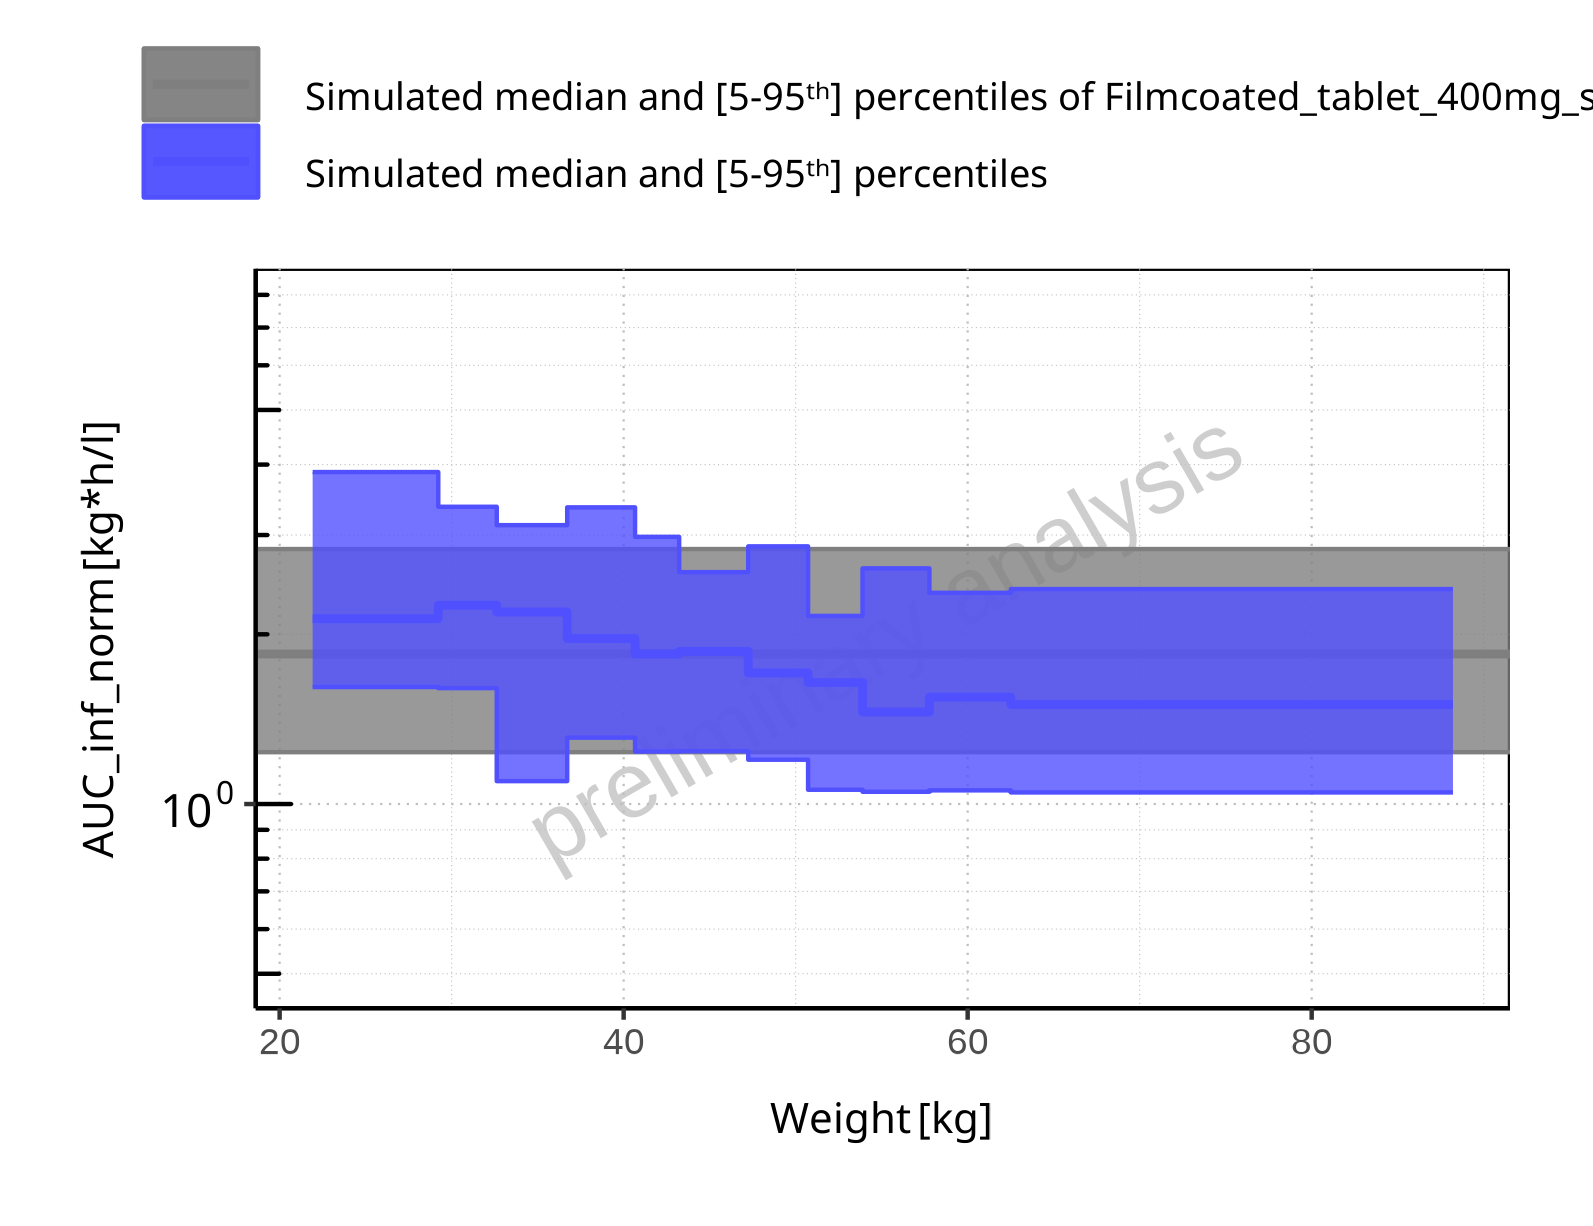 Simulated median and [5-95th] percentiles of Filmcoated_tablet_400mg_s
Simulated median and [5-95th] percentiles
preliminary analysis
AUC_inf_norm [kg*h/l]
10^0
20 40 60 80
Weight [kg]